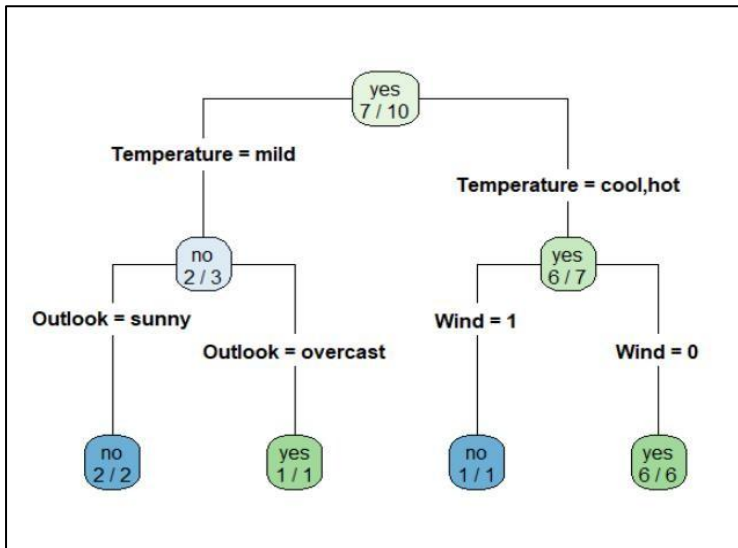 yes
7 / 10
Temperature = mild
Temperature = cool,hot
no
2 / 3
yes
6 / 7
Outlook = sunny
Wind = 1
Outlook = overcast
Wind = 0
no
2 / 2
yes
1 / 1
no
1 / 1
yes
6 / 6